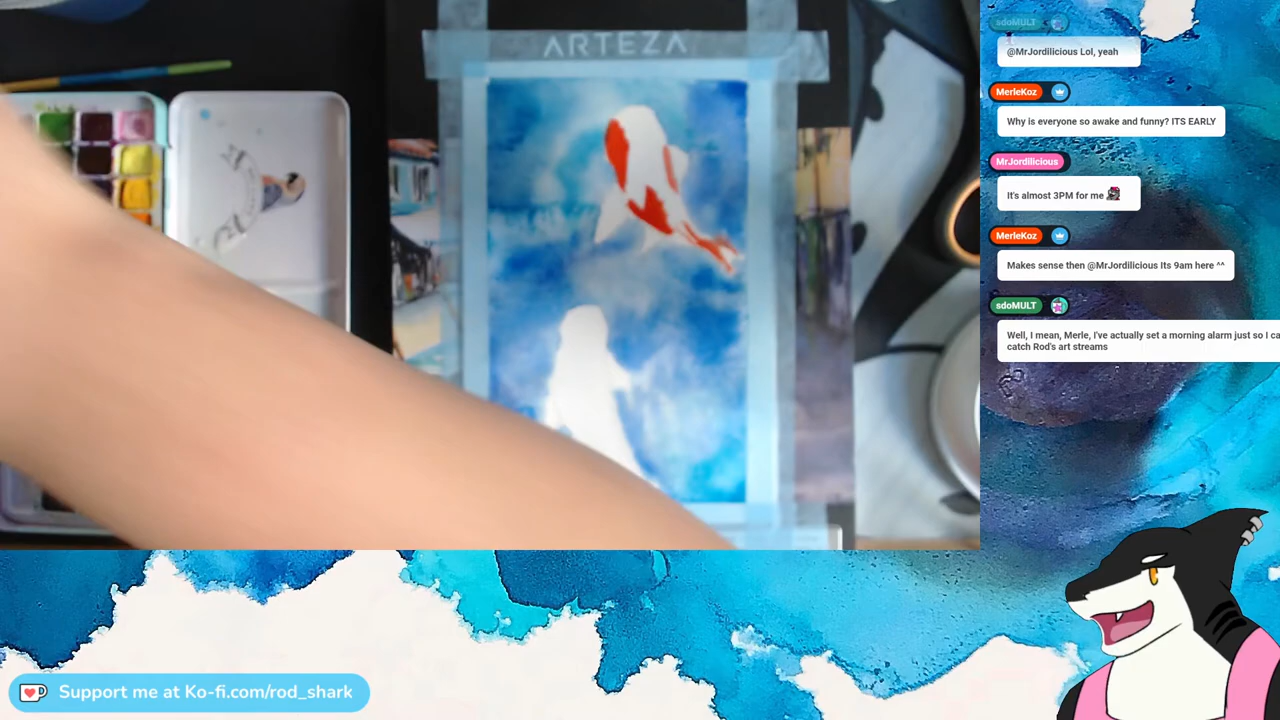 ARTEZA
sdoMULT
@MrJordilicious Lol, yeah
MerleKoz
Why is everyone so awake and funny? ITS EARLY
MrJordilicious
It's almost 3PM for me
MerleKoz
Makes sense then @MrJordilicious Its 9am here ^^
sdoMULT
Well, I mean, Merle, I've actually set a morning alarm just so I ca
catch Rod's art streams
Support me at Ko-fi.com/rod_shark